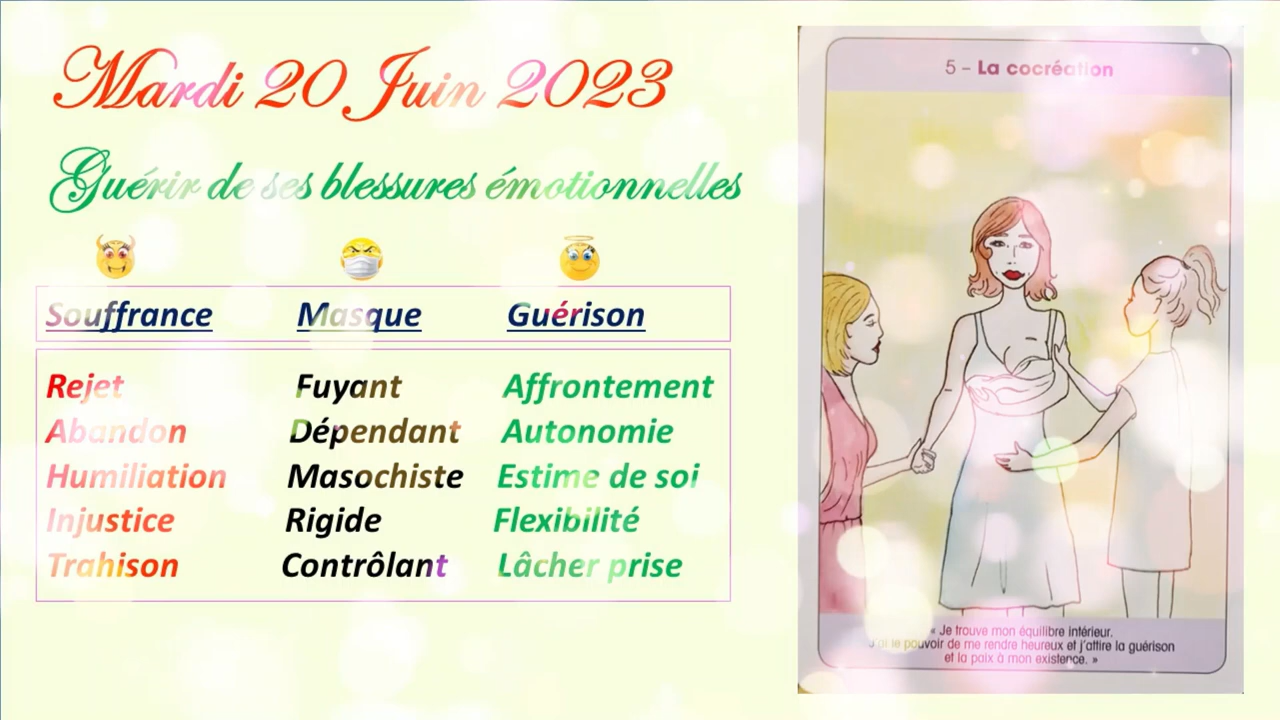 Mardi 20 Juin 2023
Guérir de ses blessures émotionnelles
Souffrance Masque Guérison
Rejet Fuyant Affrontement
Abandon Dépendant Autonomie
Humiliation Masochiste Estime de soi
Injustice Rigide Flexibilité
Trahison Contrôlant Lâcher prise
5 – La cocréation
« Je trouve mon équilibre intérieur.
J'ai le pouvoir de me rendre heureux et j'attire la guérison
et la paix à mon existence. »